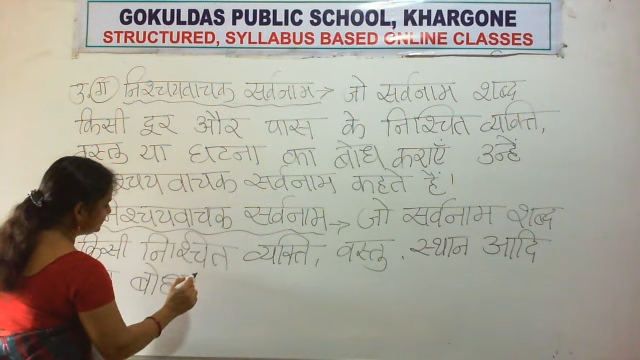 GOKULDAS PUBLIC SCHOOL, KHARGONE
STRUCTURED, SYLLABUS BASED ONLINE CLASSES
उ. ग निश्चयवाचक सर्वनाम → जो सर्वनाम शब्द
किसी दूर और पास के निश्चित व्यक्ति,
वस्तु या घटना का बोध कराएँ उन्हें
श्चयवाचक सर्वनाम कहते हैं।
निश्चयवाचक सर्वनाम → जो सर्वनाम शब्द
किसी निश्चित व्यक्ति, वस्तु, स्थान आदि
बोध